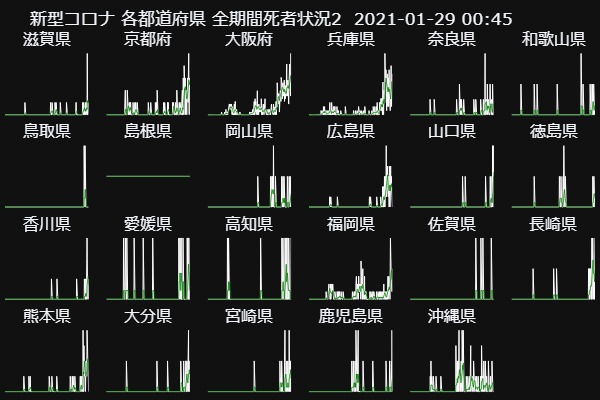 新型コロナ 各都道府県 全期間死者状況2 2021-01-29 00:45
滋賀県 京都府 大阪府 兵庫県 奈良県 和歌山県
鳥取県 島根県 岡山県 広島県 山口県 徳島県
香川県 愛媛県 高知県 福岡県 佐賀県 長崎県
熊本県 大分県 宮崎県 鹿児島県 沖縄県